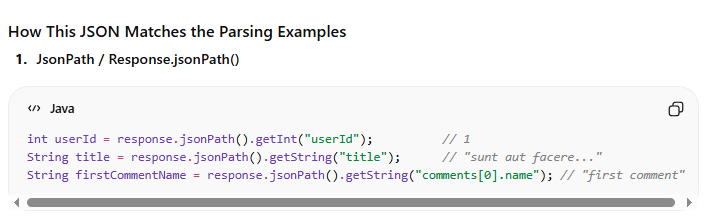 How This JSON Matches the Parsing Examples
1. JsonPath / Response.jsonPath()
</> Java
int userId = response.jsonPath().getInt("userId"); // 1
String title = response.jsonPath().getString("title"); // "sunt aut facere..."
String firstCommentName = response.jsonPath().getString("comments[0].name"); // "first comment"